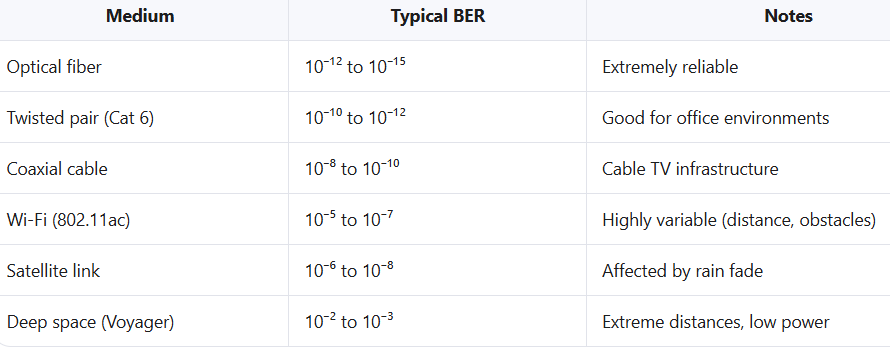 Medium Typical BER Notes
Optical fiber 10⁻¹² to 10⁻¹⁵ Extremely reliable
Twisted pair (Cat 6) 10⁻¹⁰ to 10⁻¹² Good for office environments
Coaxial cable 10⁻⁸ to 10⁻¹⁰ Cable TV infrastructure
Wi-Fi (802.11ac) 10⁻⁵ to 10⁻⁷ Highly variable (distance, obstacles)
Satellite link 10⁻⁶ to 10⁻⁸ Affected by rain fade
Deep space (Voyager) 10⁻² to 10⁻³ Extreme distances, low power